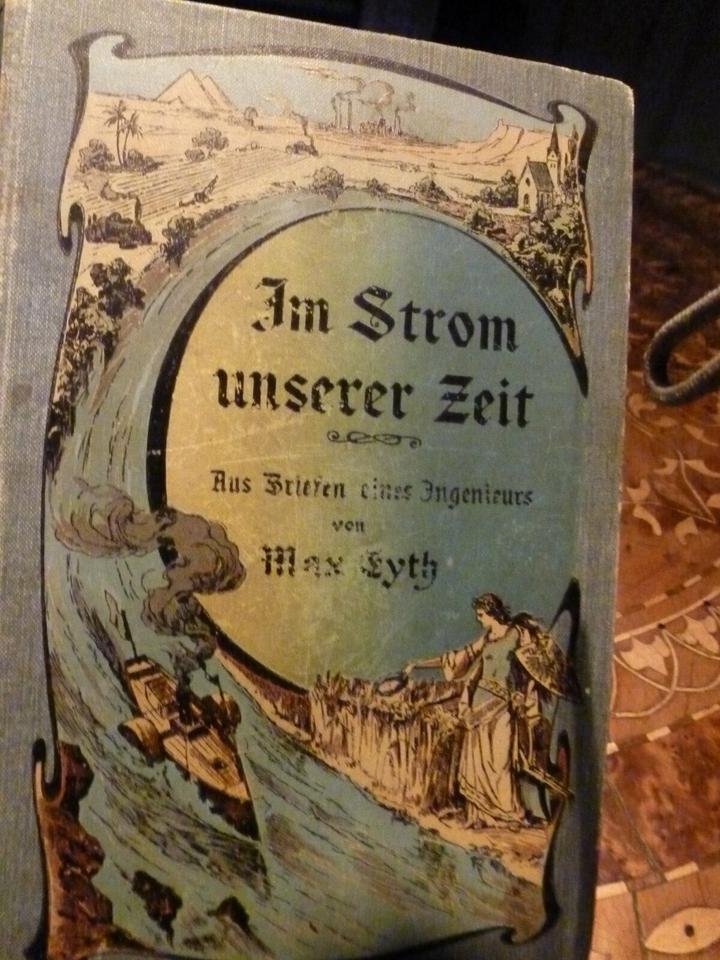 Im Strom
unserer Zeit
Aus Briefen eines Ingenieurs
von
Max Eyth